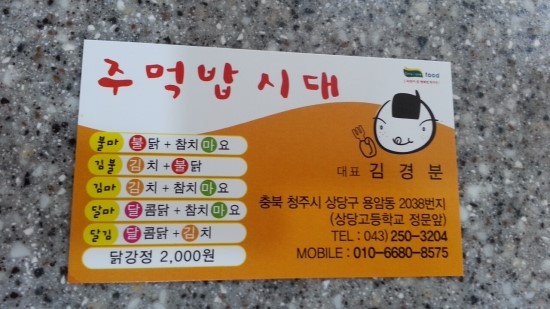 주먹밥 시대
food
불마 불닭 + 참치마요
김불 김치 + 불닭
김마 김치 + 참치마요
달마 달콤닭 + 참치마요
달김 달콤닭 + 김치
닭강정 2,000원
대표 김경분
충북 청주시 상당구 용암동 2038번지
(상당고등학교 정문앞)
TEL : 043) 250-3204
MOBILE : 010-6680-8575